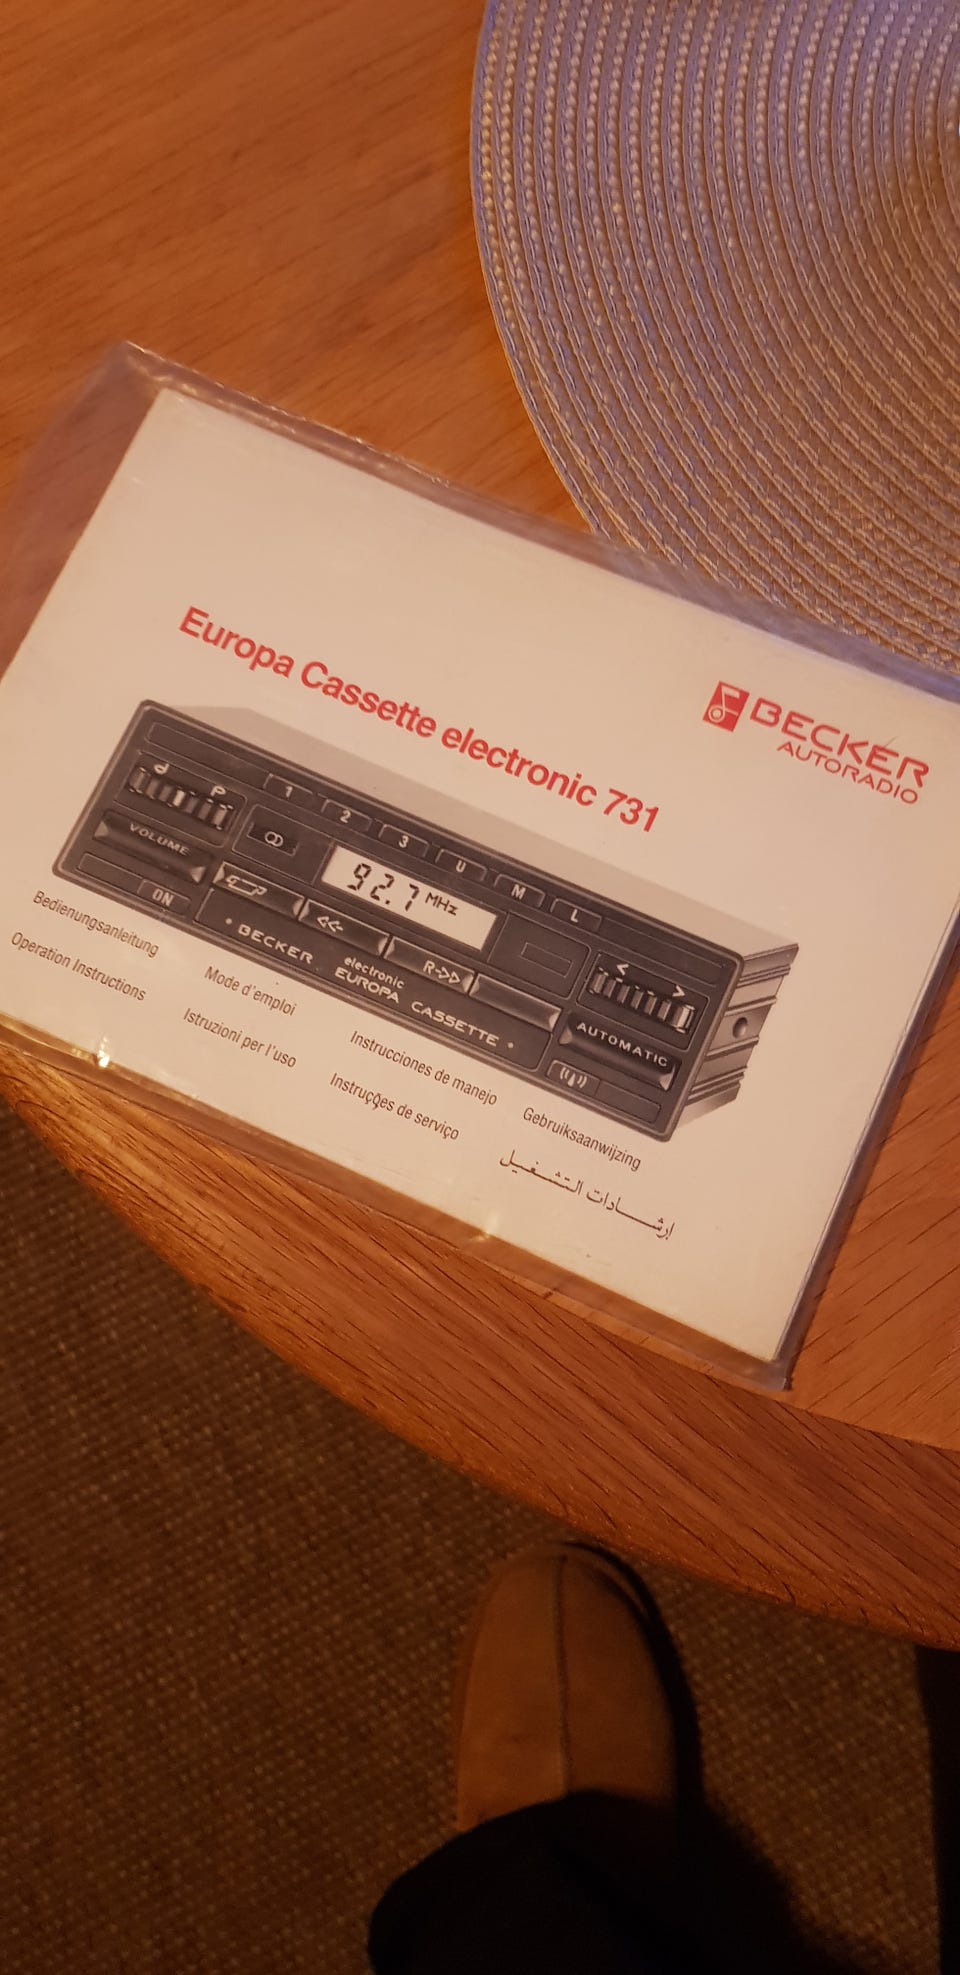 Europa Cassette electronic 731
BECKER
AUTORADIO
1 2 3 U M L
VOLUME
ON
92.7 MHz
<<
R->>
< >
AUTOMATIC
• BECKER electronic EUROPA CASSETTE •
Bedienungsanleitung
Operation Instructions
Mode d'emploi
Istruzioni per l'uso
Instrucciones de manejo
Instruções de serviço
Gebruiksaanwijzing
إرشادات التشغيل